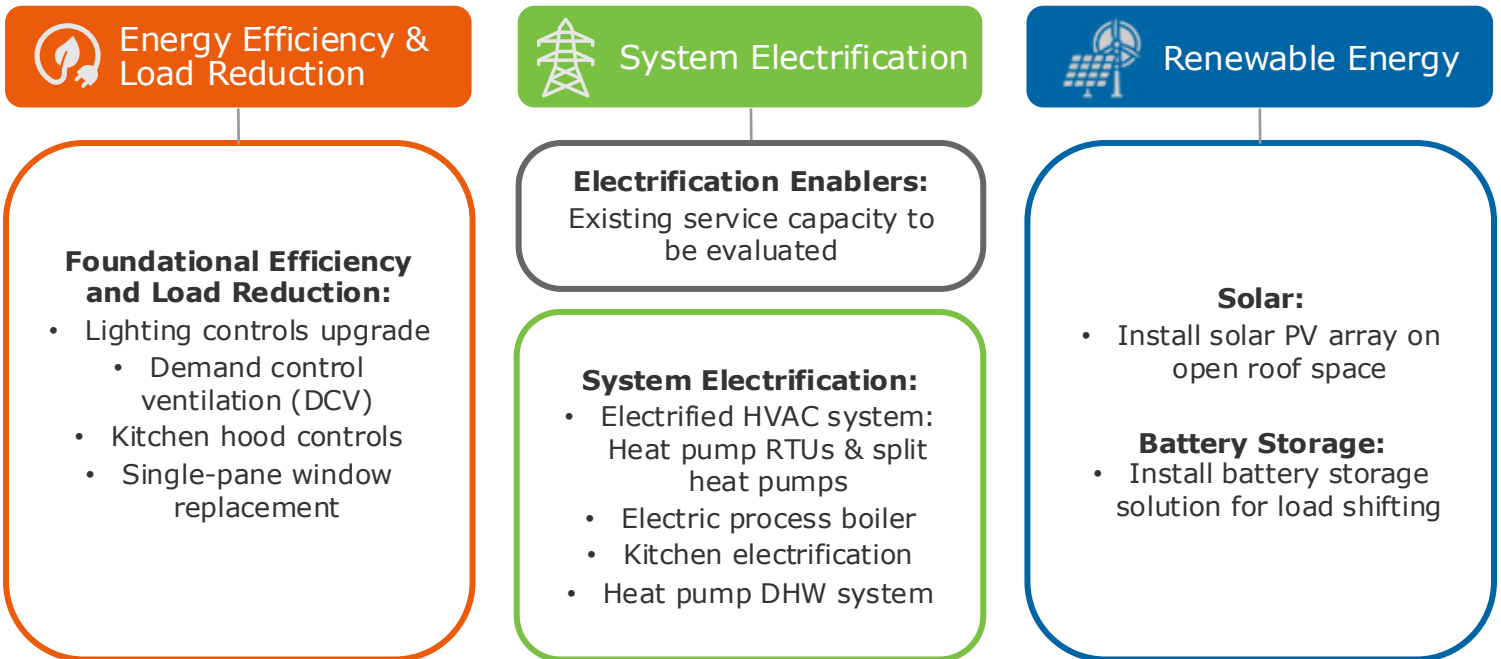 Energy Efficiency &
Load Reduction
Foundational Efficiency
and Load Reduction:
• Lighting controls upgrade
• Demand control
ventilation (DCV)
• Kitchen hood controls
• Single-pane window
replacement
System Electrification
Electrification Enablers:
Existing service capacity to
be evaluated
System Electrification:
• Electrified HVAC system:
Heat pump RTUs & split
heat pumps
• Electric process boiler
• Kitchen electrification
• Heat pump DHW system
Renewable Energy
Solar:
• Install solar PV array on
open roof space
Battery Storage:
• Install battery storage
solution for load shifting